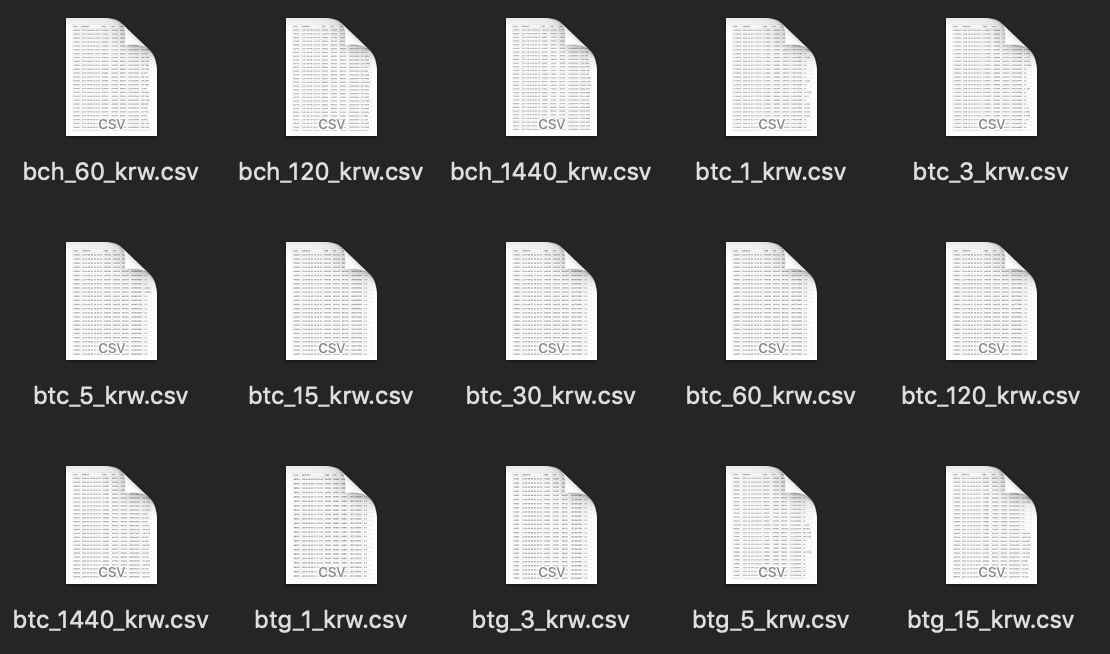 CSV CSV CSV CSV CSV
bch_60_krw.csv bch_120_krw.csv bch_1440_krw.csv btc_1_krw.csv btc_3_krw.csv
CSV CSV CSV CSV CSV
btc_5_krw.csv btc_15_krw.csv btc_30_krw.csv btc_60_krw.csv btc_120_krw.csv
CSV CSV CSV CSV CSV
btc_1440_krw.csv btg_1_krw.csv btg_3_krw.csv btg_5_krw.csv btg_15_krw.csv